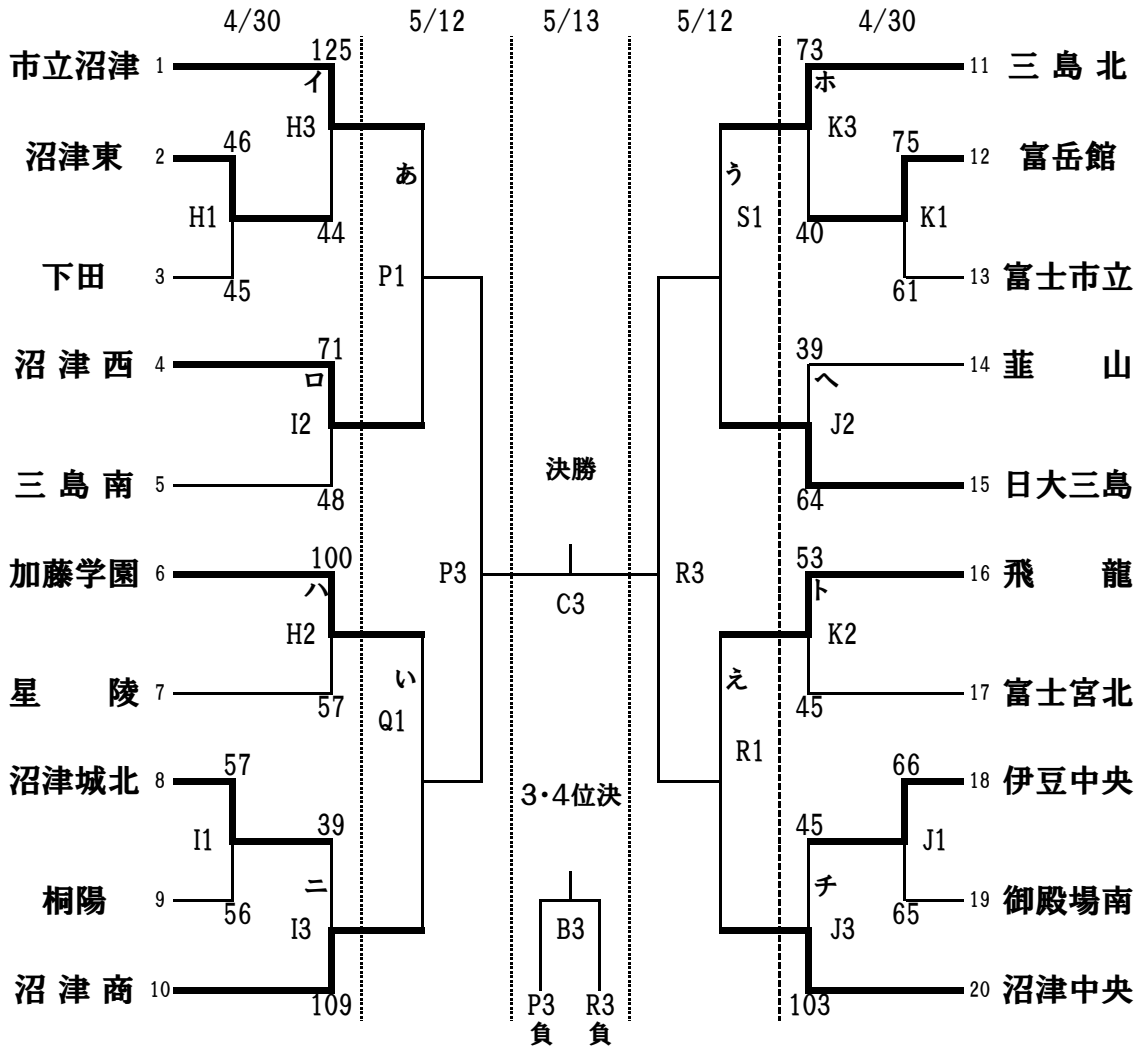 4/30 5/12 5/13 5/12 4/30
125 73
市立沼津 1 11 三島北
イ ホ
H3 K3
46 75
沼津東 2 12 富岳館
あ う
H1 S1 K1
44 40
下田 3 P1 13 富士市立
45 61
71 39
沼津西 4 14 韮山
ロ ヘ
I2 J2
決勝
三島南 5 15 日大三島
48 64
100 53
加藤学園 6 P3 R3 16 飛龍
ハ ト
C3
H2 K2
い え
星陵 7 17 富士宮北
57 45
Q1
R1
57 66
沼津城北 8 18 伊豆中央
3・4位決
39 45
I1 J1
ニ チ
桐陽 9 19 御殿場南
56 65
I3 B3 J3
沼津商 10 20 沼津中央
109 P3 R3 103
負 負